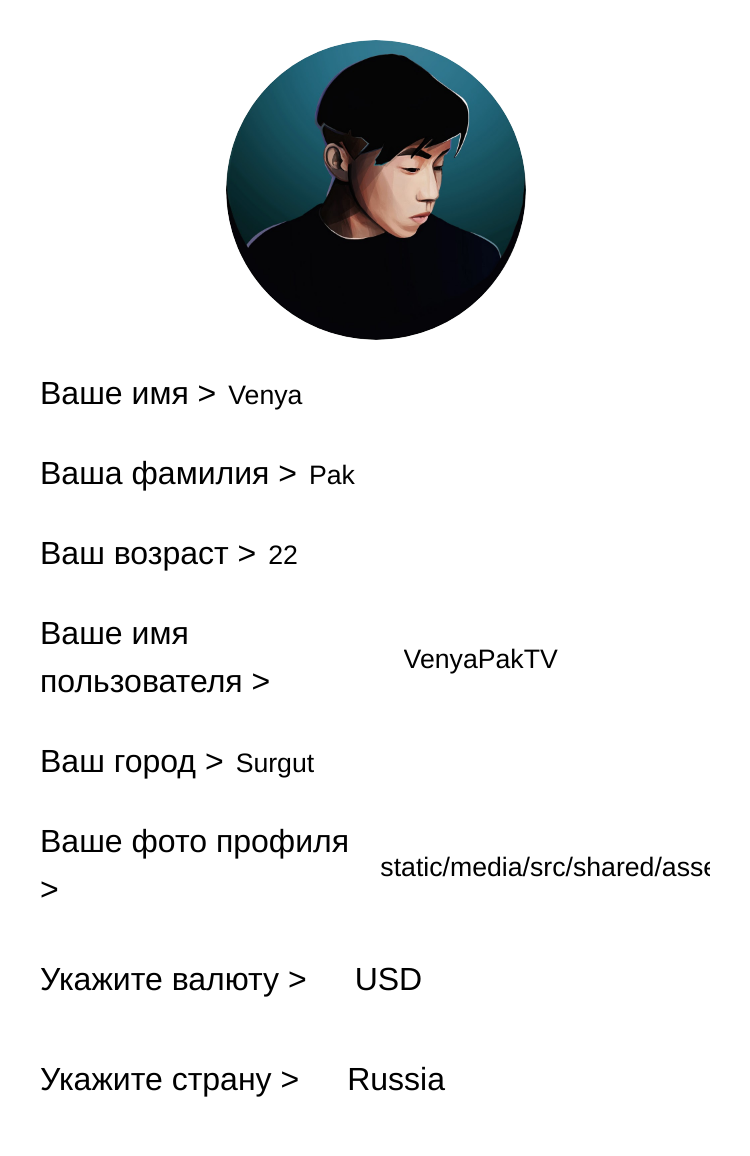 Ваше имя > Venya
Ваша фамилия > Pak
Ваш возраст > 22
Ваше имя
пользователя > VenyaPakTV
Ваш город > Surgut
Ваше фото профиля
> static/media/src/shared/asse
Укажите валюту > USD
Укажите страну > Russia